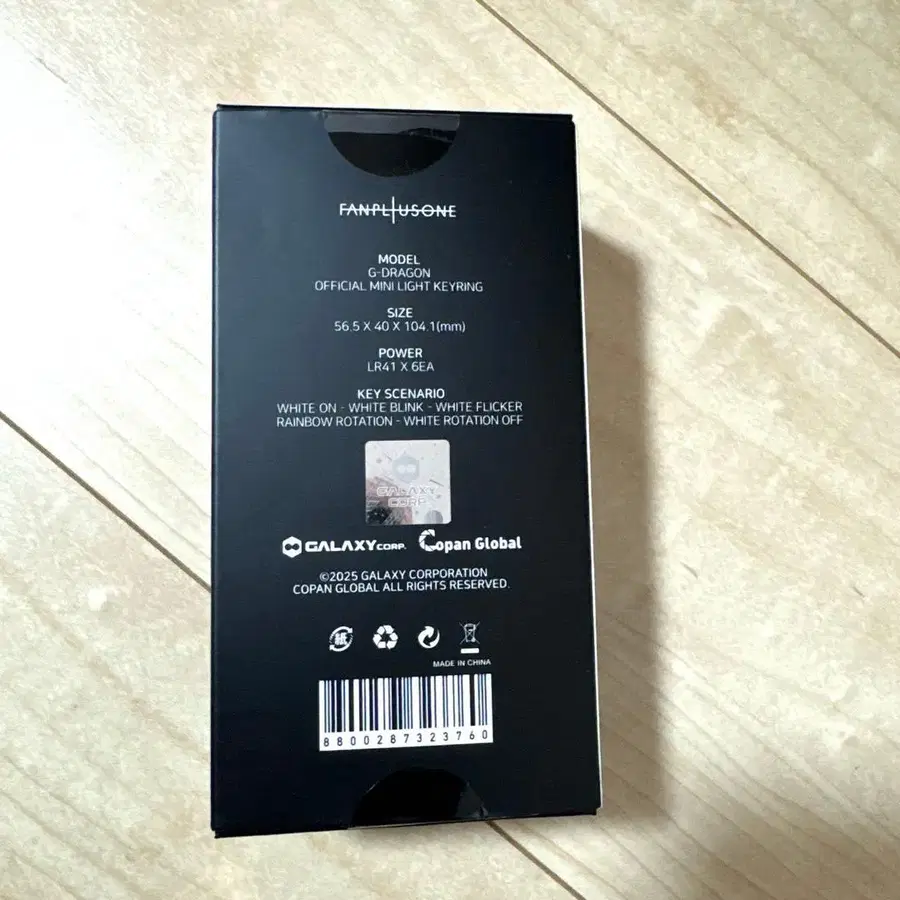 FANPLUSONE
MODEL
G-DRAGON
OFFICIAL MINI LIGHT KEYRING
SIZE
56.5 X 40 X 104.1(mm)
POWER
LR41 X 6EA
KEY SCENARIO
WHITE ON - WHITE BLINK - WHITE FLICKER
RAINBOW ROTATION - WHITE ROTATION OFF
GALAXY
CORP
GALAXY CORP. Copan Global
©2025 GALAXY CORPORATION
COPAN GLOBAL ALL RIGHTS RESERVED.
紙
MADE IN CHINA
8800287323760